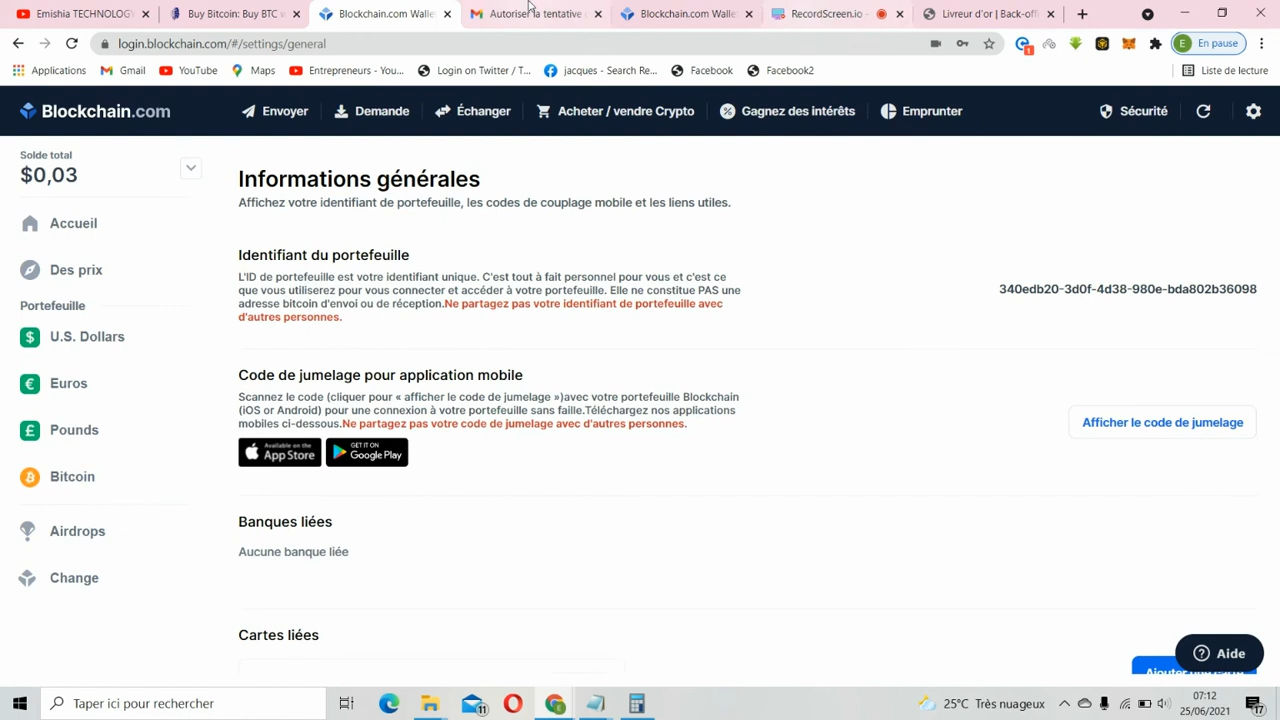 Emishia TECHNOLOGY
Buy Bitcoin: Buy BTC w
Blockchain.com Walle
Autoriser la tentative
Blockchain.com Walle
RecordScreen.io -
Livreur d'or | Back-off
login.blockchain.com/#/settings/general
1
E En pause
Applications
Gmail
YouTube
Maps
Entrepreneurs - You...
Login on Twitter / T...
jacques - Search Re...
Facebook
Facebook2
Liste de lecture
Blockchain.com
Envoyer
Demande
Échanger
Acheter / vendre Crypto
Gagnez des intérêts
Emprunter
Sécurité
Solde total
$0,03
Accueil
Des prix
Portefeuille
U.S. Dollars
Euros
Pounds
Bitcoin
Airdrops
Change
Informations générales
Affichez votre identifiant de portefeuille, les codes de couplage mobile et les liens utiles.
Identifiant du portefeuille
L'ID de portefeuille est votre identifiant unique. C'est tout à fait personnel pour vous et c'est ce
que vous utiliserez pour vous connecter et accéder à votre portefeuille. Elle ne constitue PAS une
adresse bitcoin d'envoi ou de réception.Ne partagez pas votre identifiant de portefeuille avec
d'autres personnes.
340edb20-3d0f-4d38-980e-bda802b36098
Code de jumelage pour application mobile
Scannez le code (cliquer pour « afficher le code de jumelage »)avec votre portefeuille Blockchain
(iOS or Android) pour une connexion à votre portefeuille sans faille.Téléchargez nos applications
mobiles ci-dessous.Ne partagez pas votre code de jumelage avec d'autres personnes.
Afficher le code de jumelage
Available on the
App Store
GET IT ON
Google Play
Banques liées
Aucune banque liée
Cartes liées
Ajouter une carte
Aide
Taper ici pour rechercher
11
25°C Très nuageux
07:12
25/06/2021
17